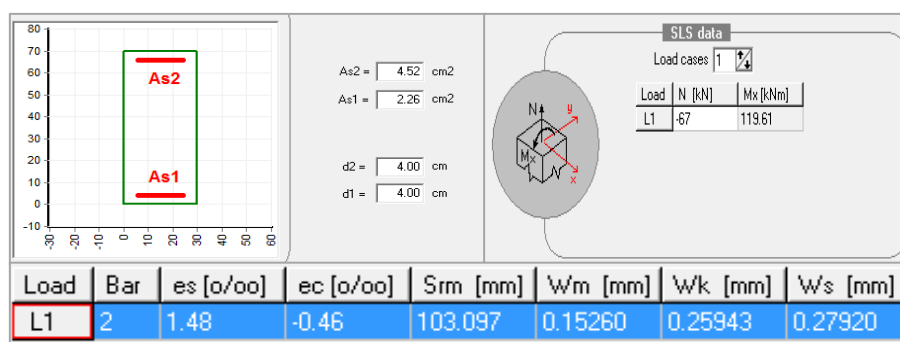 80
70
60
50
40
30
20
10
0
-10
-30
-20
-10
0
10
20
30
40
50
60
As2
As1
As2 = 4.52 cm2
As1 = 2.26 cm2
d2 = 4.00 cm
d1 = 4.00 cm
N
y
Mx
x
SLS data
Load cases 1
Load N [kN] Mx [kNm]
L1 -67 119.61
Load Bar es [o/oo] ec [o/oo] Srm [mm] Wm [mm] Wk [mm] Ws [mm]
L1 2 1.48 -0.46 103.097 0.15260 0.25943 0.27920